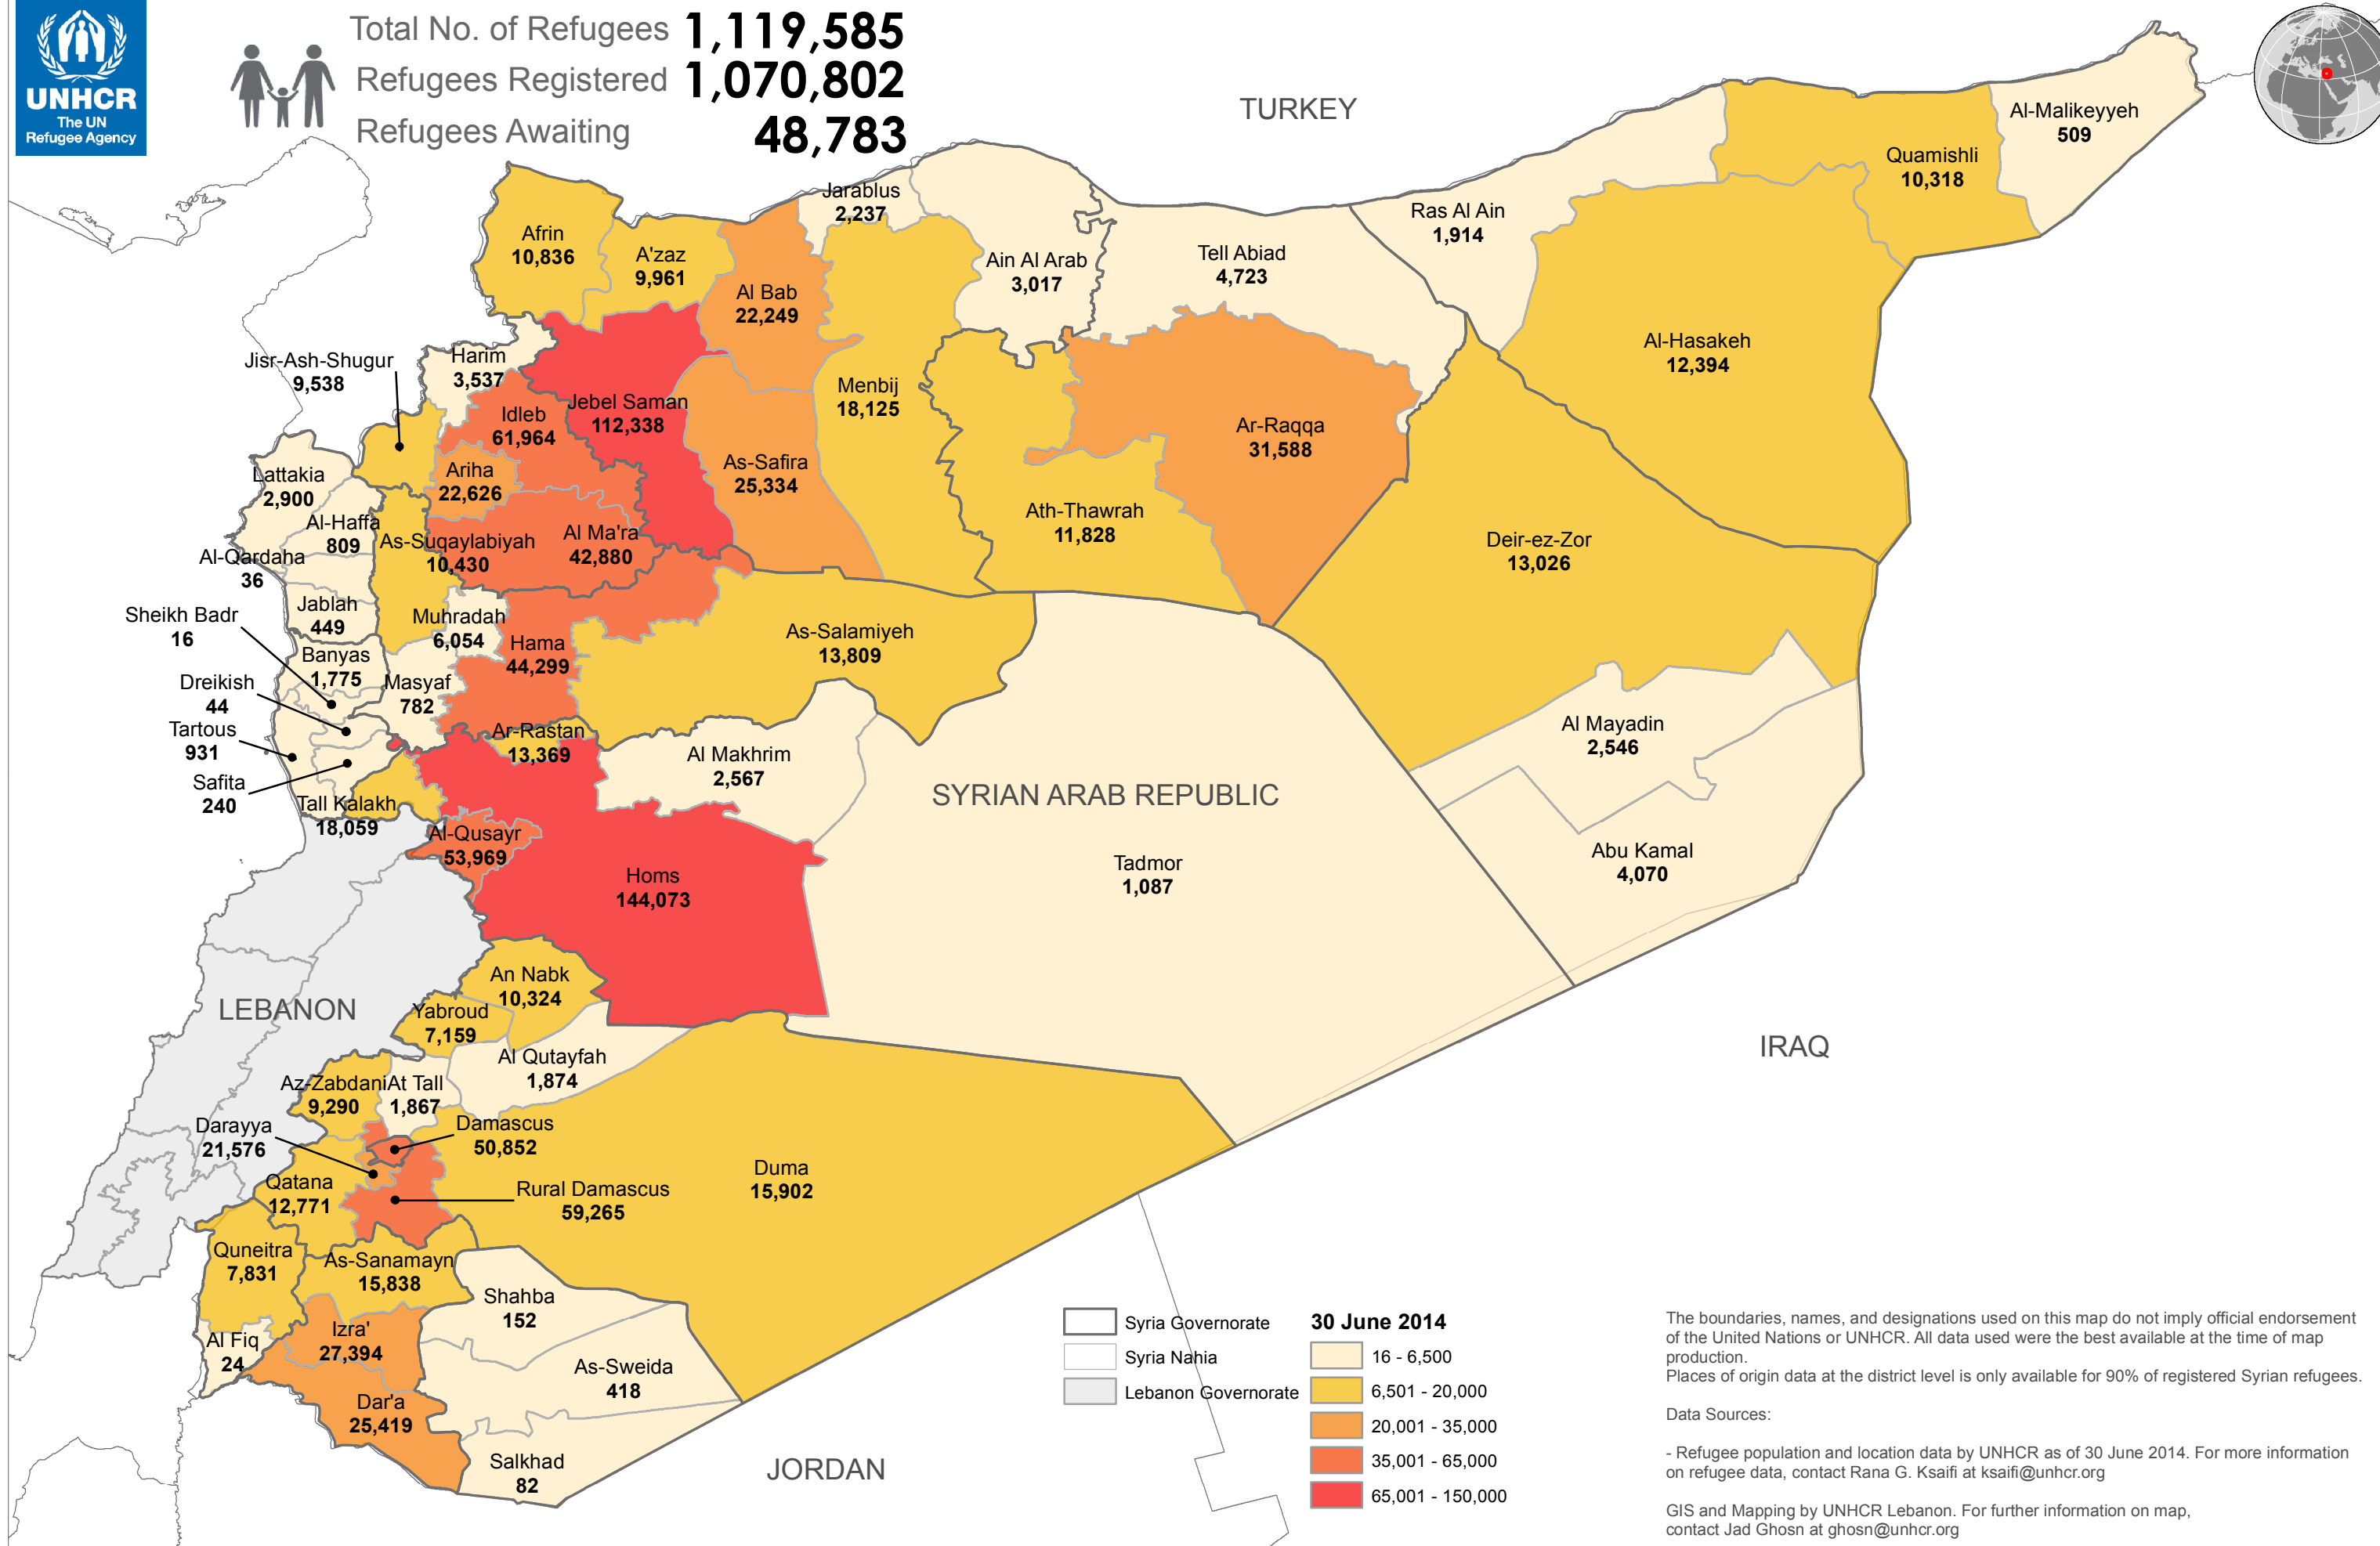 UNHCR
The UN
Refugee Agency
Total No. of Refugees 1,119,585
Refugees Registered 1,070,802
Refugees Awaiting 48,783
TURKEY
Al-Malikeyyeh
509
Quamishli
10,318
Jarablus
2,237
Ras Al Ain
1,914
Afrin
10,836
A'zaz
9,961
Ain Al Arab
3,017
Tell Abiad
4,723
Al Bab
22,249
Al-Hasakeh
12,394
Jisr-Ash-Shugur
9,538
Harim
3,537
Menbij
18,125
Idleb
61,964
Jebel Saman
112,338
Ar-Raqqa
31,588
Lattakia
2,900
Ariha
22,626
As-Safira
25,334
Ath-Thawrah
11,828
Al-Haffa
809
As-Suqaylabiyah
10,430
Al Ma'ra
42,880
Deir-ez-Zor
13,026
Al-Qardaha
36
Jablah
449
Sheikh Badr
16
Muhradah
6,054
Hama
44,299
As-Salamiyeh
13,809
Banyas
1,775
Dreikish
44
Masyaf
782
Tartous
931
Ar-Rastan
13,369
Al Mayadin
2,546
Al Makhrim
2,567
Safita
240
SYRIAN ARAB REPUBLIC
Tall Kalakh
18,059
Al-Qusayr
53,969
Homs
144,073
Tadmor
1,087
Abu Kamal
4,070
An Nabk
10,324
LEBANON
Yabroud
7,159
IRAQ
Al Qutayfah
1,874
Az-Zabdani
9,290
At Tall
1,867
Darayya
21,576
Damascus
50,852
Duma
15,902
Qatana
12,771
Rural Damascus
59,265
Quneitra
7,831
As-Sanamayn
15,838
Shahba
152
Al Fiq
24
Izra'
27,394
As-Sweida
418
Dar'a
25,419
Salkhad
82
JORDAN
Syria Governorate
Syria Nahia
Lebanon Governorate
30 June 2014
16 - 6,500
6,501 - 20,000
20,001 - 35,000
35,001 - 65,000
65,001 - 150,000
The boundaries, names, and designations used on this map do not imply official endorsement
of the United Nations or UNHCR. All data used were the best available at the time of map
production.
Places of origin data at the district level is only available for 90% of registered Syrian refugees.
Data Sources:
- Refugee population and location data by UNHCR as of 30 June 2014. For more information
on refugee data, contact Rana G. Ksaifi at ksaifi@unhcr.org
GIS and Mapping by UNHCR Lebanon. For further information on map,
contact Jad Ghosn at ghosn@unhcr.org